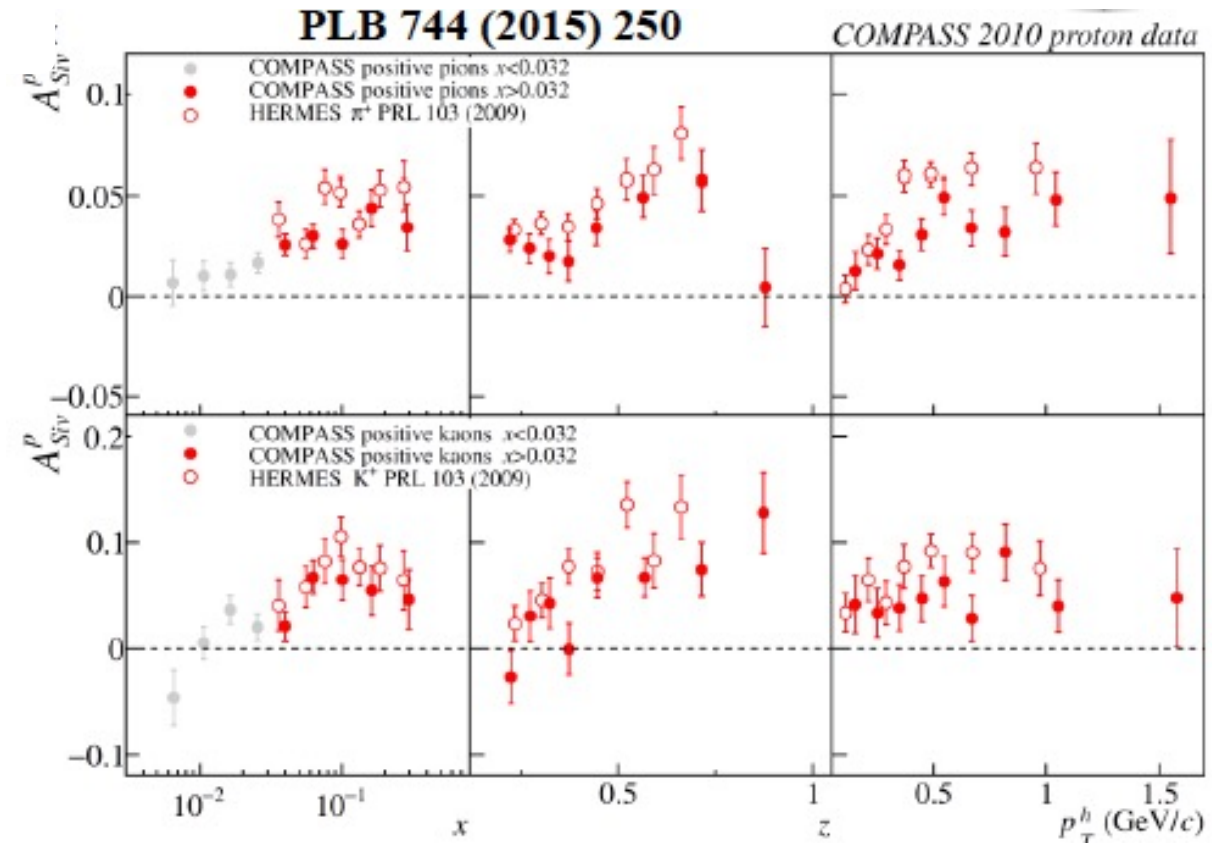 PLB 744 (2015) 250
COMPASS 2010 proton data
A^p_Siv
COMPASS positive pions x<0.032
COMPASS positive pions x>0.032
HERMES π⁺ PRL 103 (2009)
0.1
0.05
0
−0.05
A^p_Siv
COMPASS positive kaons x<0.032
COMPASS positive kaons x>0.032
HERMES K⁺ PRL 103 (2009)
0.2
0.1
0
−0.1
10⁻² 10⁻¹ 0.5 1 0.5 1 1.5
x z p_T^h (GeV/c)